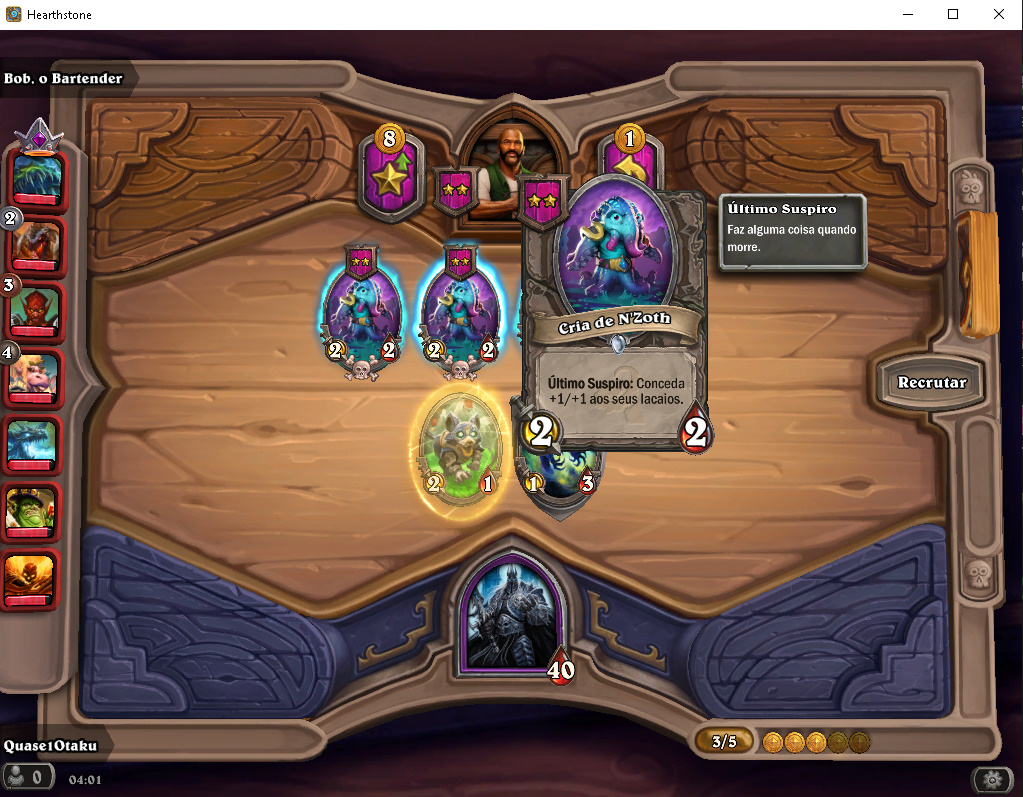 Hearthstone
Bob, o Bartender
8
1
Último Suspiro
Faz alguma coisa quando
morre.
2
3
4
Cria de N'Zoth
Último Suspiro: Conceda
+1/+1 aos seus lacaios.
2 2
2 2
2 2
2 1
1 3
Recrutar
40
3/5
Quase1Otaku
0
04:01